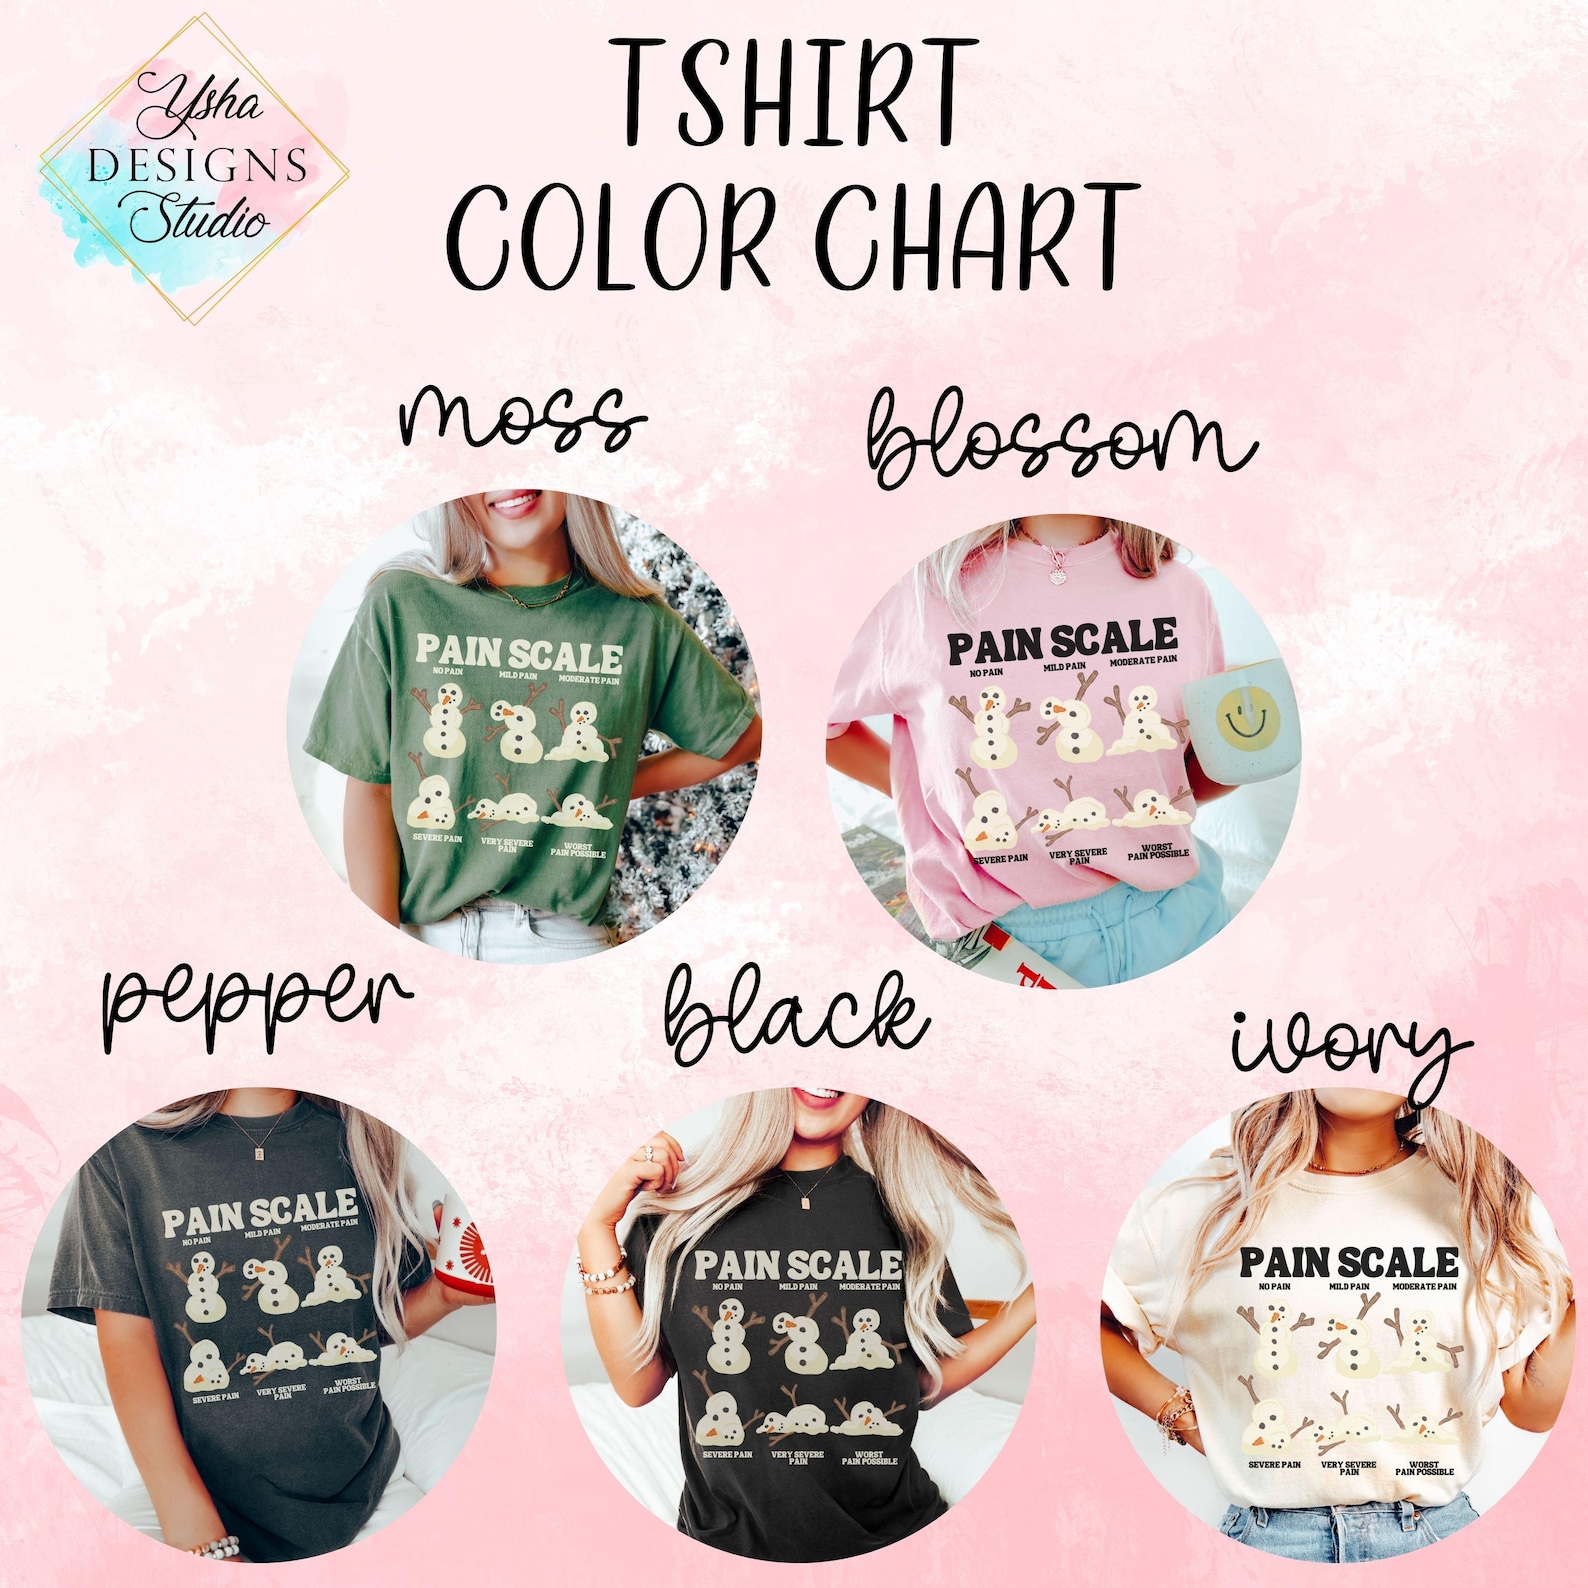 Ysha
DESIGNS
Studio
TSHIRT
COLOR CHART
moss
blossom
PAIN SCALE
NO PAIN
MILD PAIN
MODERATE PAIN
SEVERE PAIN
VERY SEVERE
PAIN
WORST
PAIN POSSIBLE
PAIN SCALE
NO PAIN
MILD PAIN
MODERATE PAIN
SEVERE PAIN
VERY SEVERE
PAIN
WORST
PAIN POSSIBLE
pepper
black
ivory
PAIN SCALE
NO PAIN
MILD PAIN
MODERATE PAIN
SEVERE PAIN
VERY SEVERE
PAIN
WORST
PAIN POSSIBLE
PAIN SCALE
NO PAIN
MILD PAIN
MODERATE PAIN
SEVERE PAIN
VERY SEVERE
PAIN
WORST
PAIN POSSIBLE
PAIN SCALE
NO PAIN
MILD PAIN
MODERATE PAIN
SEVERE PAIN
VERY SEVERE
PAIN
WORST
PAIN POSSIBLE